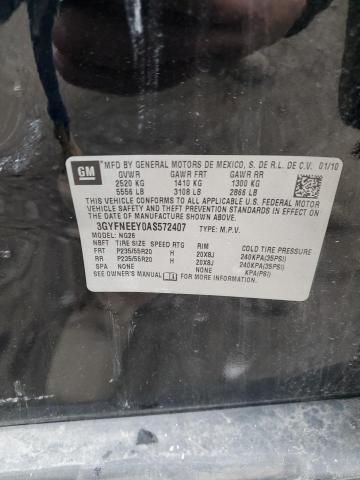 GM
MFD BY GENERAL MOTORS DE MEXICO, S. DE R.L. DE C.V. 01/10
GVWR GAWR FRT GAWR RR
2520 KG 1410 KG 1300 KG
5556 LB 3108 LB 2866 LB
THIS VEHICLE CONFORMS TO ALL APPLICABLE U.S. FEDERAL MOTOR
VEHICLE SAFETY AND THEFT PREVENTION STANDARDS IN EFFECT
ON THE DATE OF MANUFACTURE SHOWN ABOVE.
3GYFNEEY0AS572407 TYPE: M.P.V.
MODEL: NG26
NBFT TIRE SIZE SPEED RTG RIM COLD TIRE PRESSURE
FRT P235/55R20 H 20X8J 240KPA(35PSI)
RR P235/55R20 H 20X8J 240KPA(35PSI)
SPA NONE NONE KPA(PSI)
SEE OWNER'S MANUAL FOR ADDITIONAL INFORMATION.